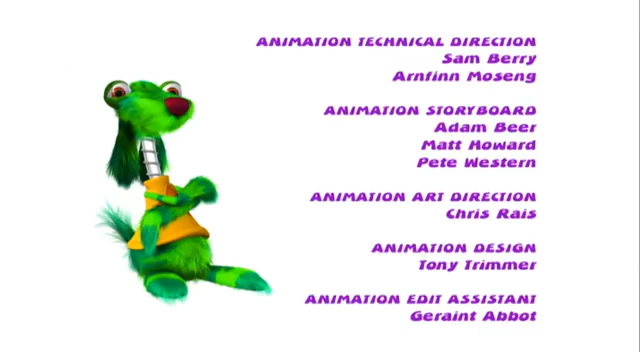 ANIMATION TECHNICAL DIRECTION
Sam Berry
Arnfinn Moseng
ANIMATION STORYBOARD
Adam Beer
Matt Howard
Pete Western
ANIMATION ART DIRECTION
Chris Rais
ANIMATION DESIGN
Tony Trimmer
ANIMATION EDIT ASSISTANT
Geraint Abbot